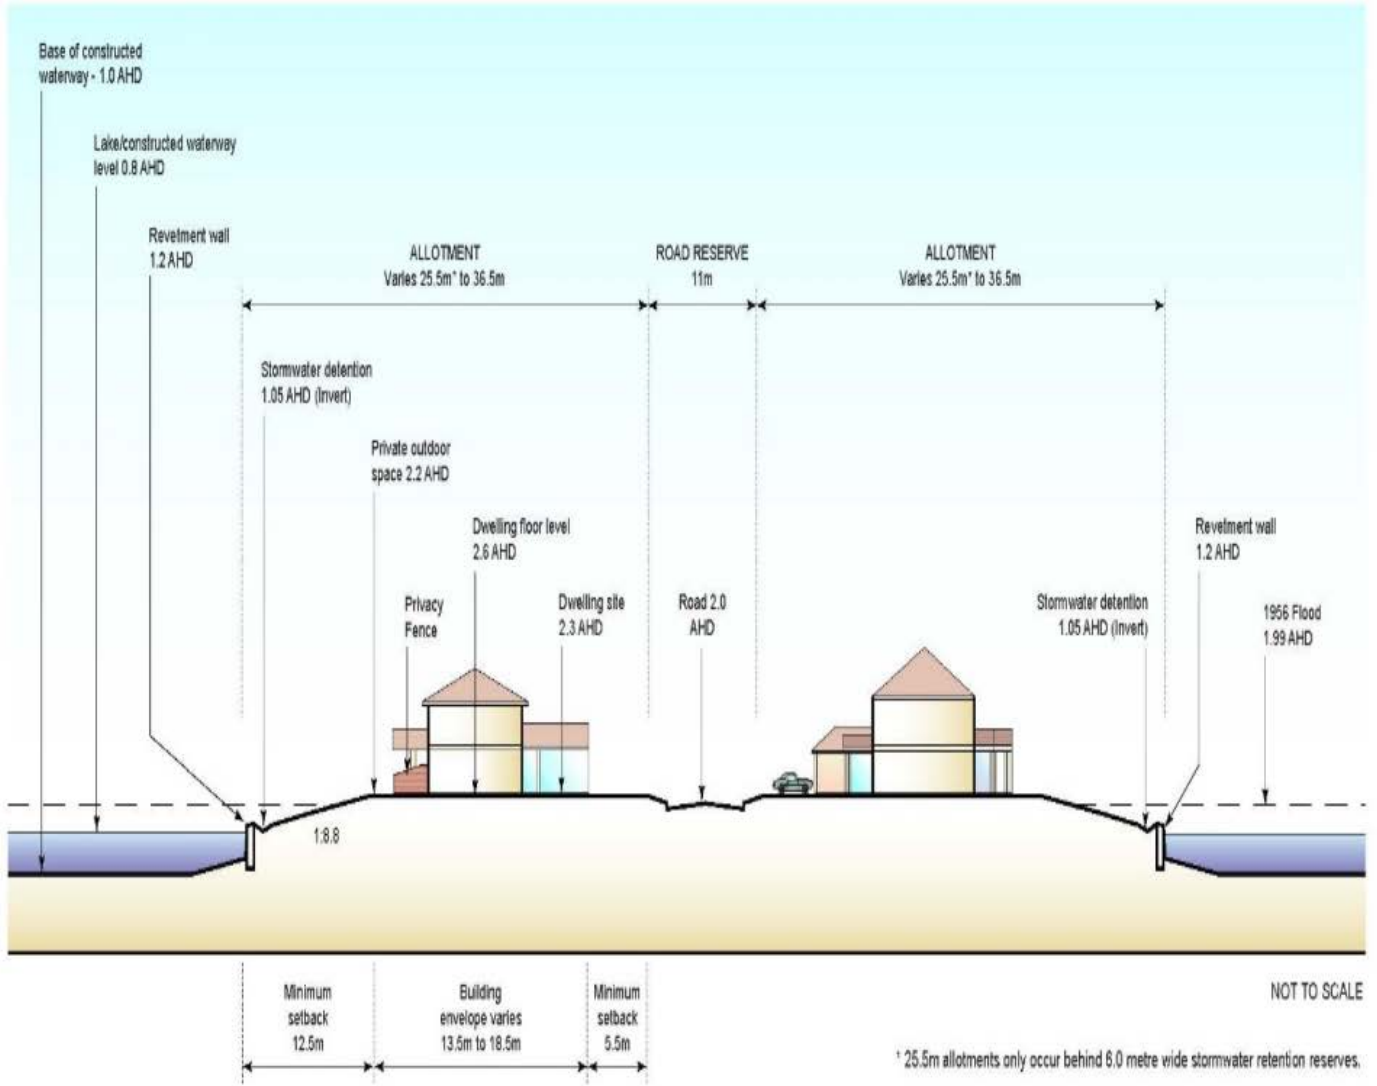 Base of constructed
waterway - 1.0 AHD
Lake/constructed waterway
level 0.8 AHD
Revetment wall
1.2 AHD
ALLOTMENT
Varies 25.5m* to 36.5m
ROAD RESERVE
11m
ALLOTMENT
Varies 25.5m* to 36.5m
Stormwater detention
1.05 AHD (Invert)
Private outdoor
space 2.2 AHD
Dwelling floor level
2.6 AHD
Privacy
Fence
Dwelling site
2.3 AHD
Road 2.0
AHD
Stormwater detention
1.05 AHD (Invert)
Revetment wall
1.2 AHD
1956 Flood
1.99 AHD
1:8.8
Minimum
setback
12.5m
Building
envelope varies
13.5m to 18.5m
Minimum
setback
5.5m
NOT TO SCALE
* 25.5m allotments only occur behind 6.0 metre wide stormwater retention reserves.